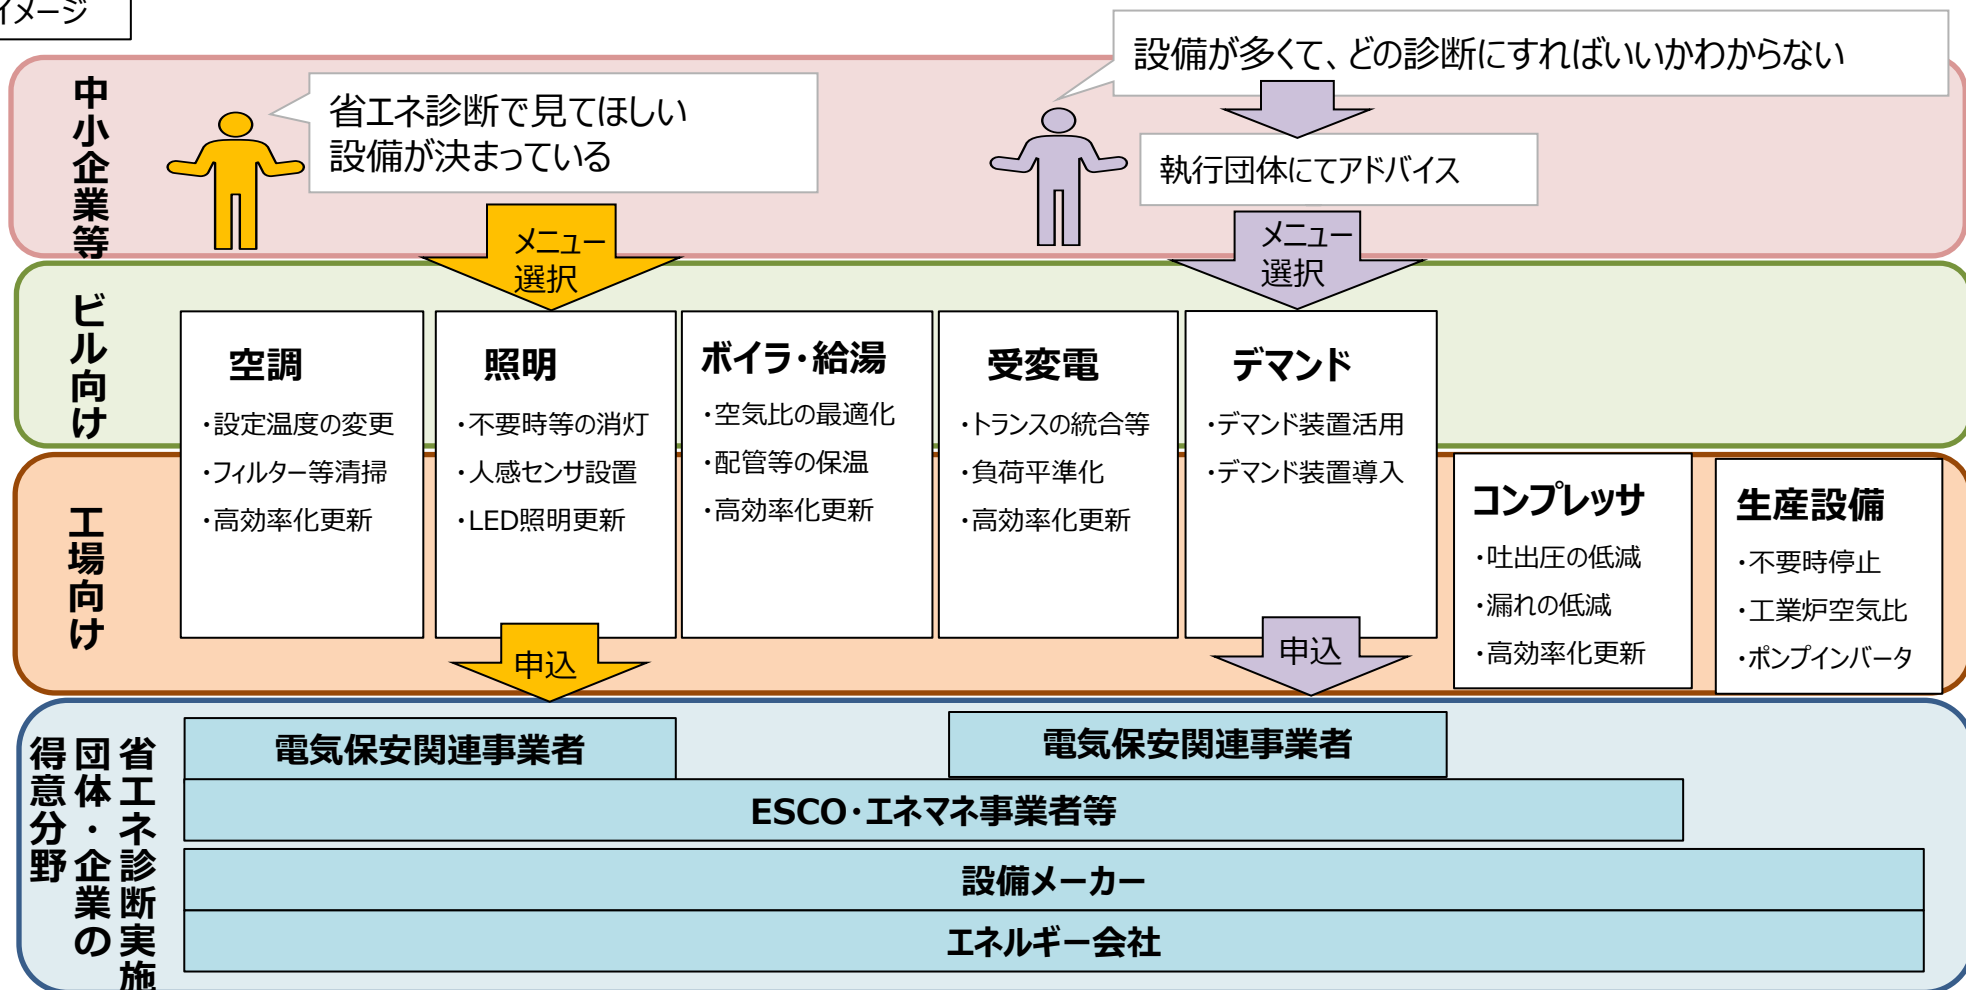 イメージ
設備が多くて、どの診断にすればいいかわからない
中小企業等
省エネ診断で見てほしい
設備が決まっている
執行団体にてアドバイス
メニュー
選択
メニュー
選択
ビル向け
工場向け
空調
・設定温度の変更
・フィルター等清掃
・高効率化更新
照明
・不要時等の消灯
・人感センサ設置
・LED照明更新
ボイラ・給湯
・空気比の最適化
・配管等の保温
・高効率化更新
受変電
・トランスの統合等
・負荷平準化
・高効率化更新
デマンド
・デマンド装置活用
・デマンド装置導入
コンプレッサ
・吐出圧の低減
・漏れの低減
・高効率化更新
生産設備
・不要時停止
・工業炉空気比
・ポンプインバータ
申込
申込
省エネ診断実施
団体・企業の
得意分野
電気保安関連事業者
電気保安関連事業者
ESCO・エネマネ事業者等
設備メーカー
エネルギー会社